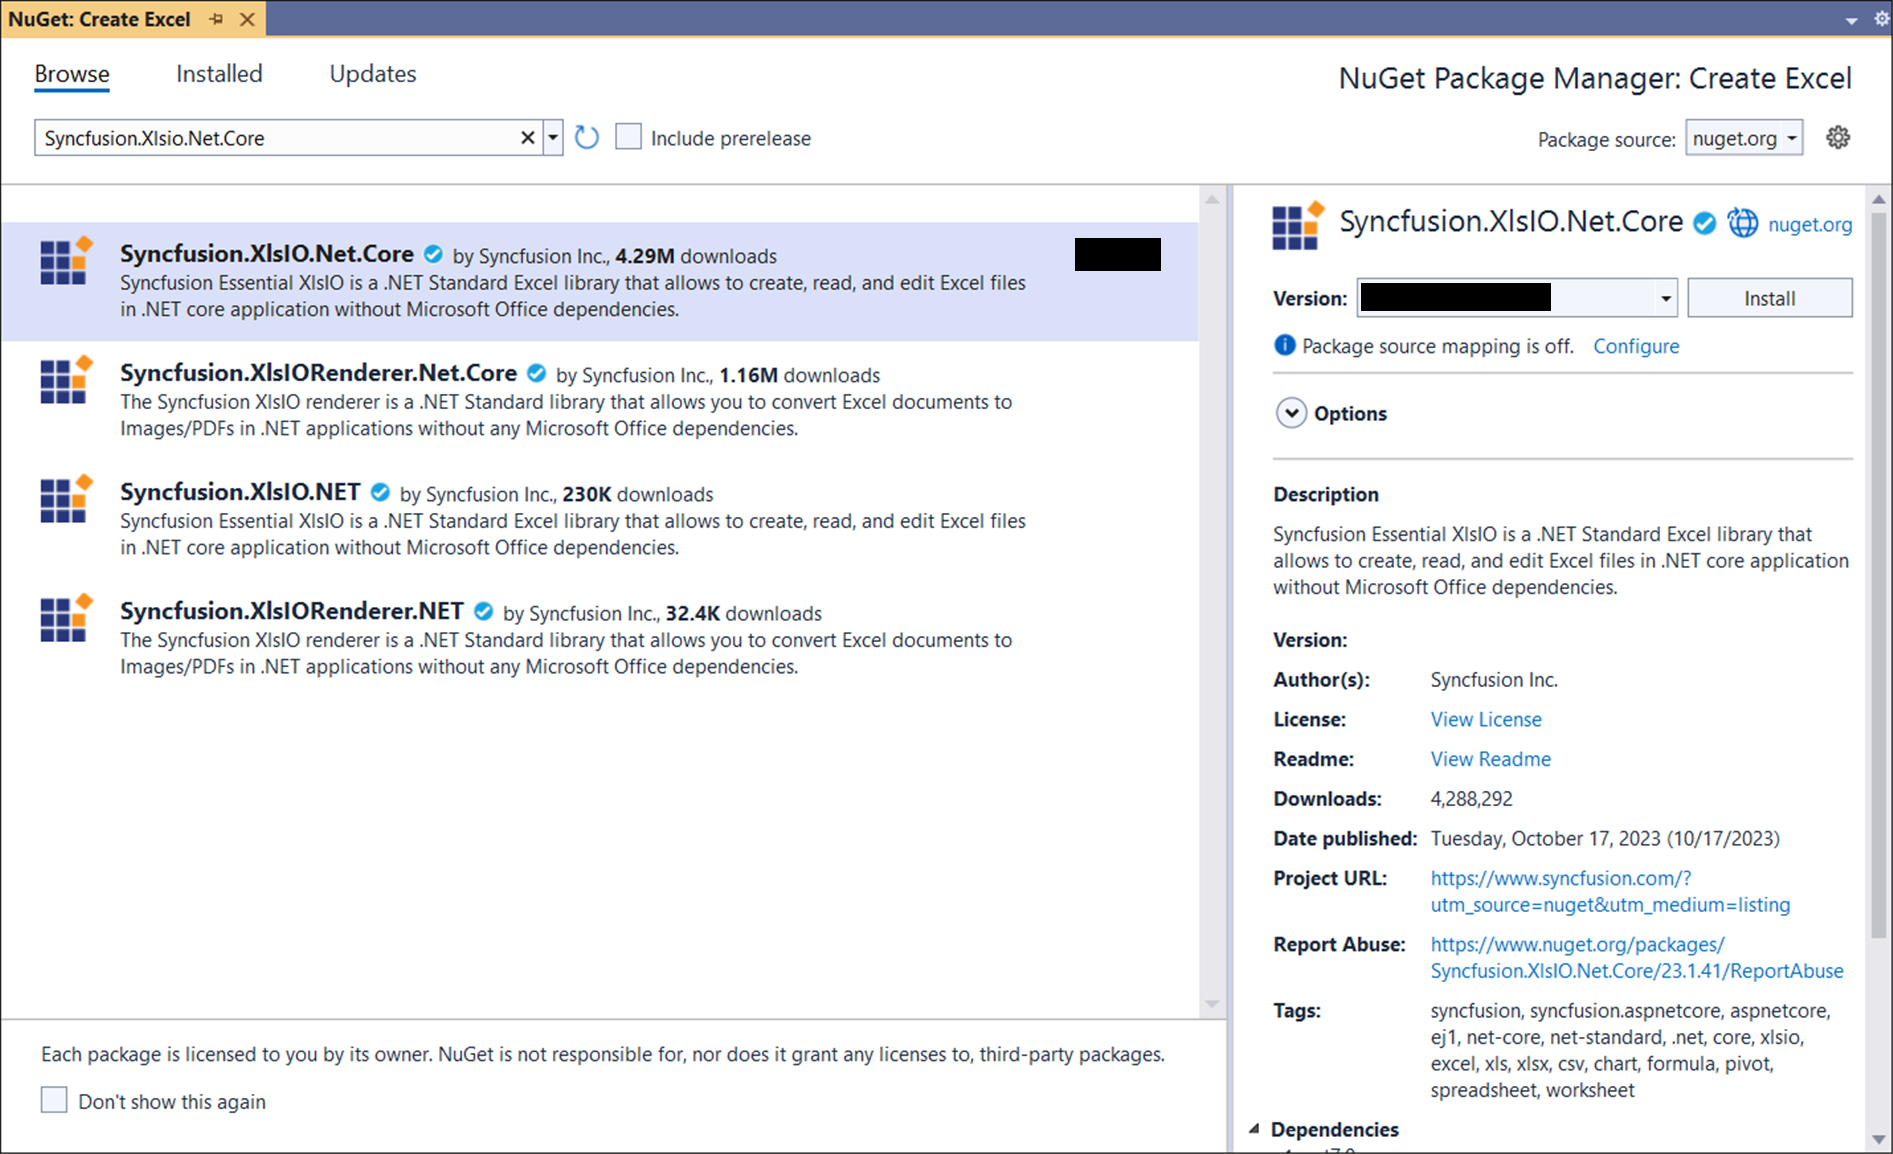 NuGet: Create Excel
Browse
Installed
Updates
NuGet Package Manager: Create Excel
Syncfusion.Xlsio.Net.Core
Include prerelease
Package source:
nuget.org
Syncfusion.XlsIO.Net.Core by Syncfusion Inc., 4.29M downloads
Syncfusion Essential XlsIO is a .NET Standard Excel library that allows to create, read, and edit Excel files
in .NET core application without Microsoft Office dependencies.
Syncfusion.XlsIORenderer.Net.Core by Syncfusion Inc., 1.16M downloads
The Syncfusion XlsIO renderer is a .NET Standard library that allows you to convert Excel documents to
Images/PDFs in .NET applications without any Microsoft Office dependencies.
Syncfusion.XlsIO.NET by Syncfusion Inc., 230K downloads
Syncfusion Essential XlsIO is a .NET Standard Excel library that allows to create, read, and edit Excel files
in .NET core application without Microsoft Office dependencies.
Syncfusion.XlsIORenderer.NET by Syncfusion Inc., 32.4K downloads
The Syncfusion XlsIO renderer is a .NET Standard library that allows you to convert Excel documents to
Images/PDFs in .NET applications without any Microsoft Office dependencies.
Each package is licensed to you by its owner. NuGet is not responsible for, nor does it grant any licenses to, third-party packages.
Don't show this again
Syncfusion.XlsIO.Net.Core nuget.org
Version:
Install
Package source mapping is off. Configure
Options
Description
Syncfusion Essential XlsIO is a .NET Standard Excel library that
allows to create, read, and edit Excel files in .NET core application
without Microsoft Office dependencies.
Version:
Author(s): Syncfusion Inc.
License: View License
Readme: View Readme
Downloads: 4,288,292
Date published: Tuesday, October 17, 2023 (10/17/2023)
Project URL: https://www.syncfusion.com/?
utm_source=nuget&utm_medium=listing
Report Abuse: https://www.nuget.org/packages/
Syncfusion.XlsIO.Net.Core/23.1.41/ReportAbuse
Tags: syncfusion, syncfusion.aspnetcore, aspnetcore,
ej1, net-core, net-standard, .net, core, xlsio,
excel, xls, xlsx, csv, chart, formula, pivot,
spreadsheet, worksheet
Dependencies